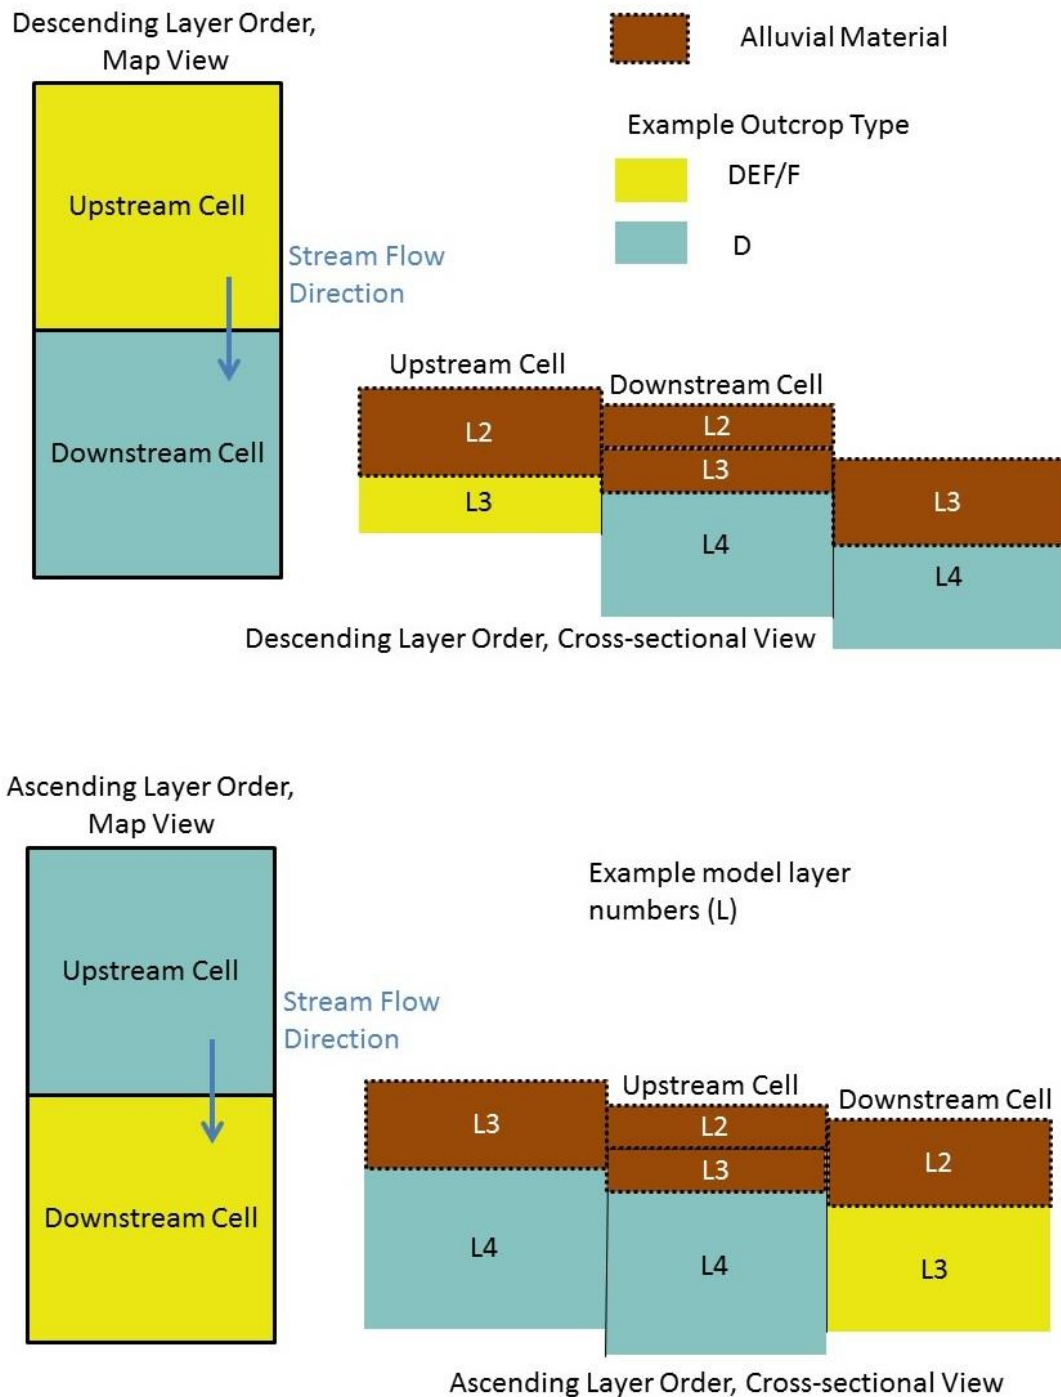 Descending Layer Order,
Map View
Alluvial Material
Example Outcrop Type
DEF/F
D
Upstream Cell
Stream Flow
Direction
Downstream Cell
Upstream Cell
Downstream Cell
L2
L3
L2
L3
L4
L3
L4
Descending Layer Order, Cross-sectional View
Ascending Layer Order,
Map View
Example model layer
numbers (L)
Upstream Cell
Stream Flow
Direction
Downstream Cell
Upstream Cell
Downstream Cell
L3
L4
L2
L3
L4
L2
L3
Ascending Layer Order, Cross-sectional View